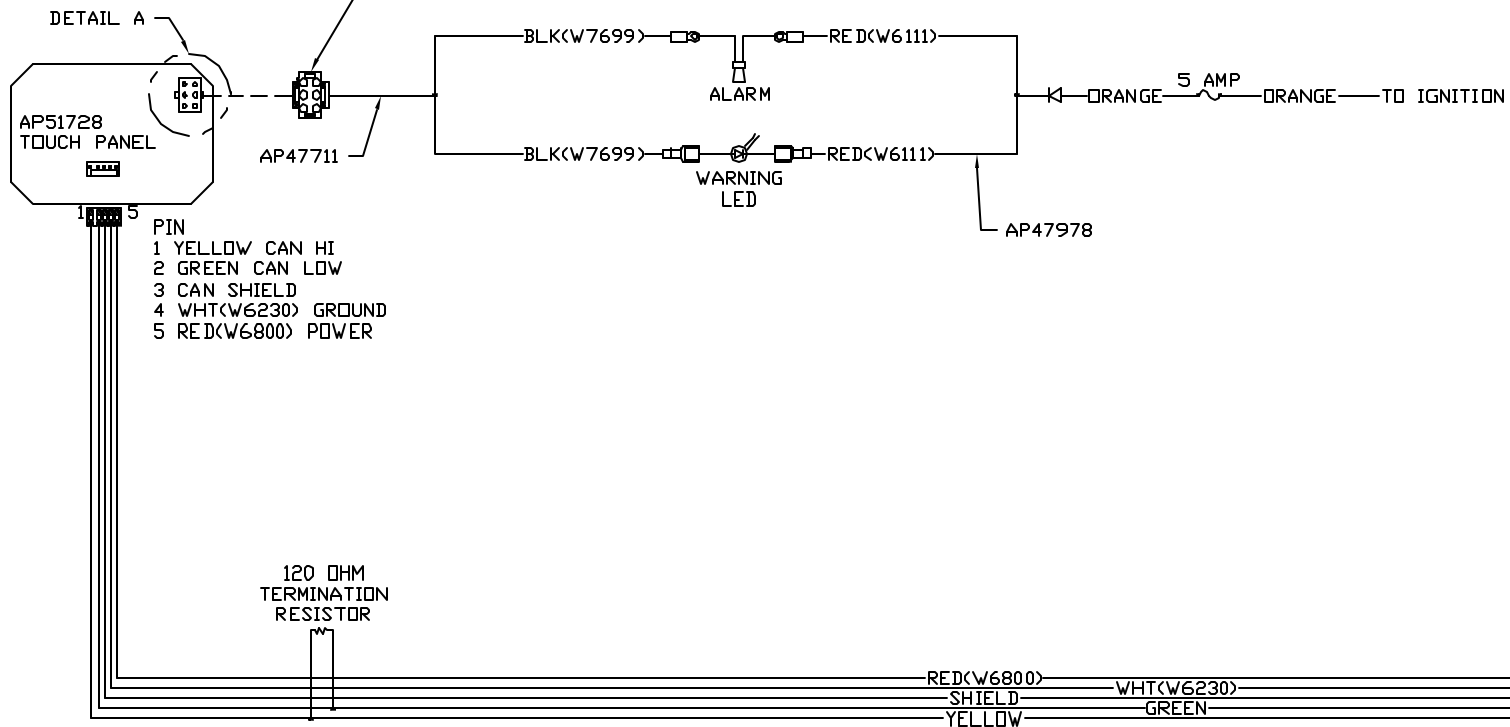 DETAIL A
BLK(W7699)
RED(W6111)
ALARM
5 AMP
ORANGE
ORANGE
TO IGNITION
AP51728
TOUCH PANEL
AP47711
BLK(W7699)
RED(W6111)
WARNING
LED
AP47978
1
5
PIN
1 YELLOW CAN HI
2 GREEN CAN LOW
3 CAN SHIELD
4 WHT(W6230) GROUND
5 RED(W6800) POWER
120 OHM
TERMINATION
RESISTOR
RED(W6800)
WHT(W6230)
SHIELD
GREEN
YELLOW